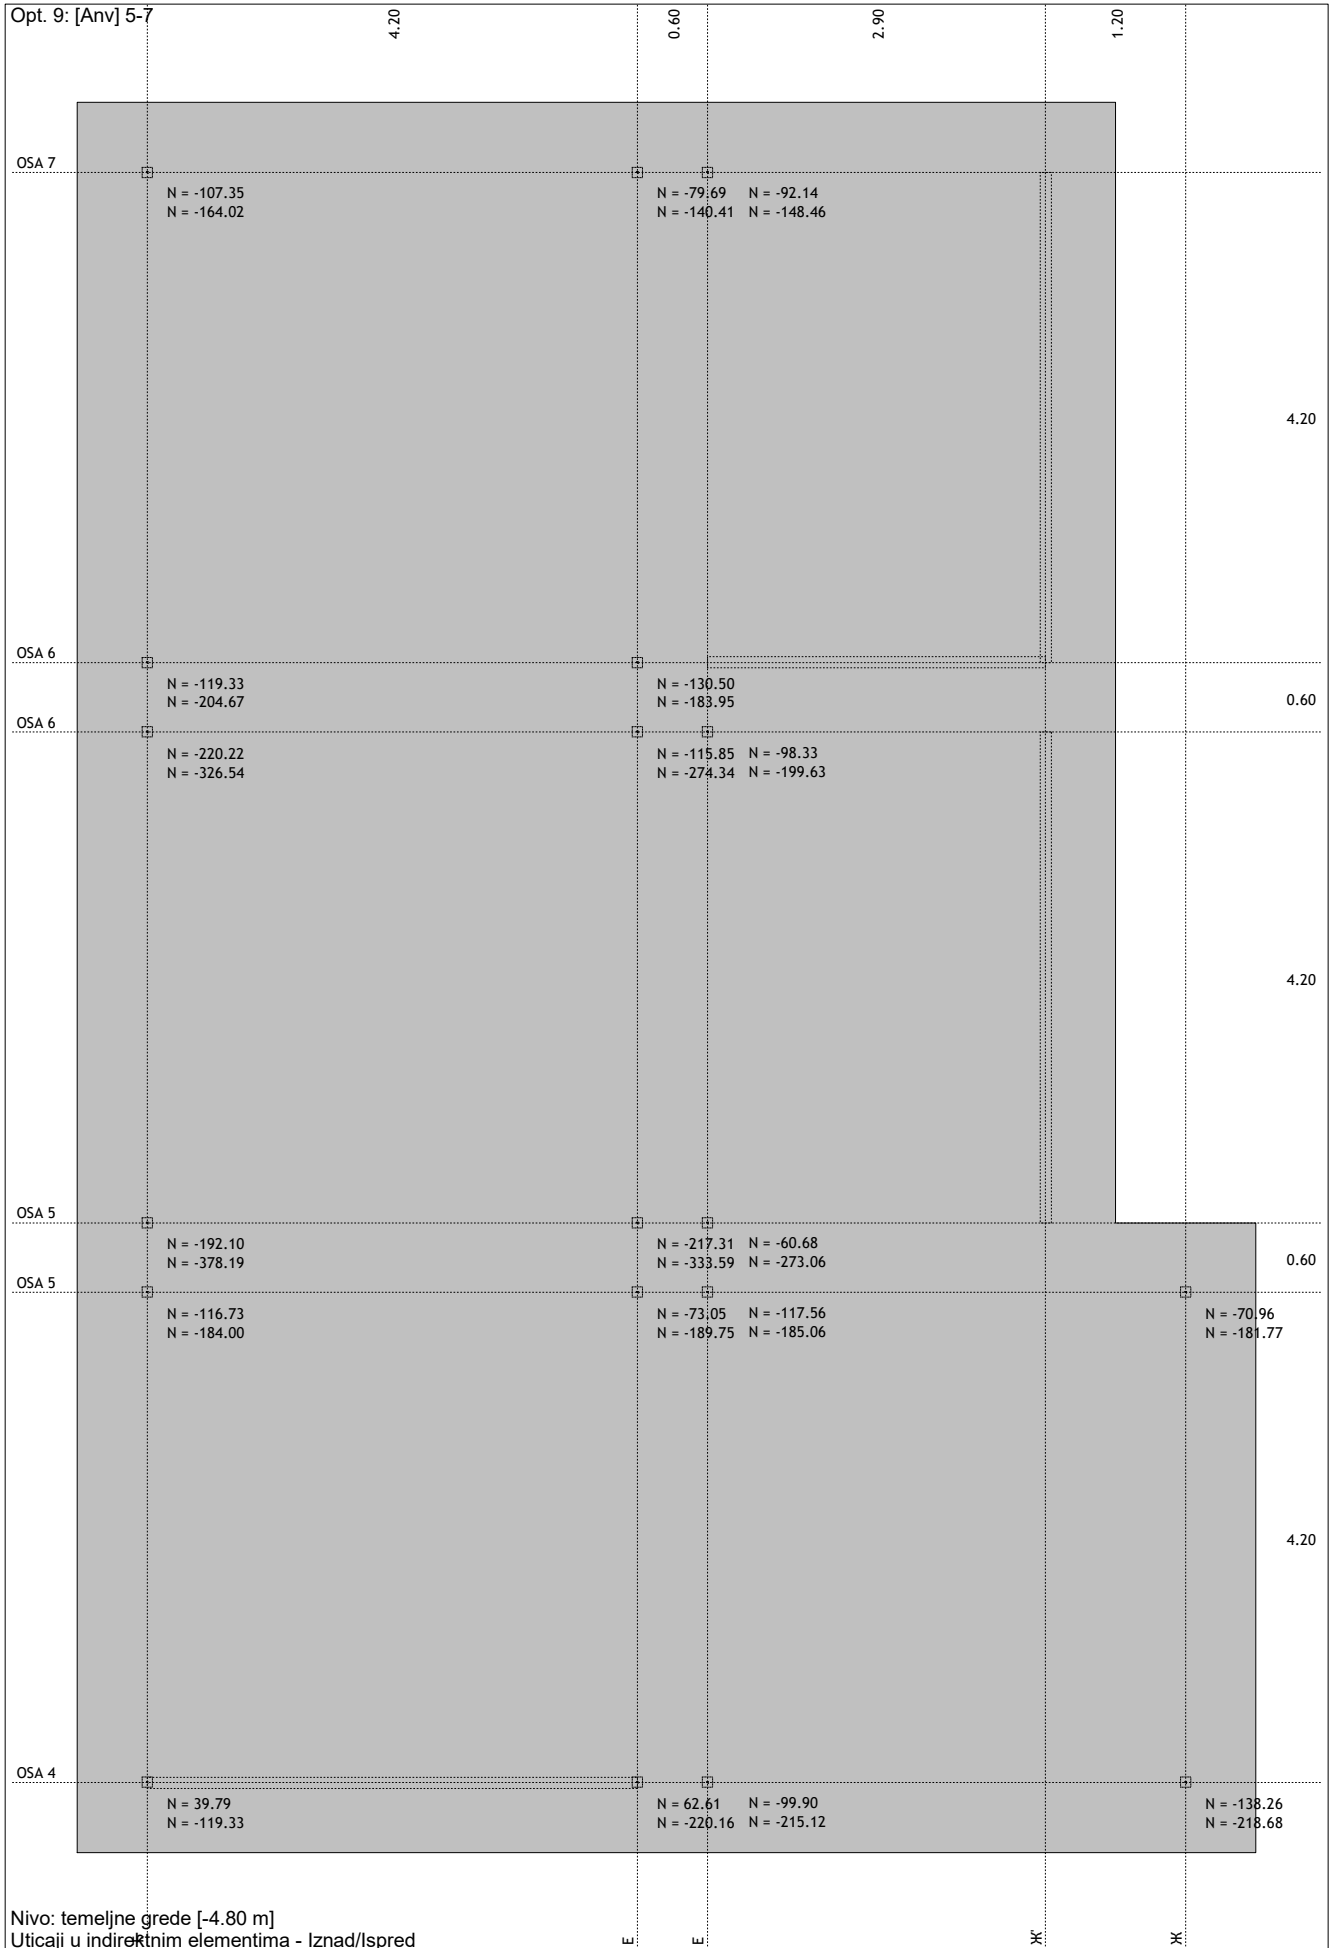 Opt. 9: [Anv] 5-7
4.20
0.60
2.90
1.20
OSA 7
N = -107.35
N = -164.02
N = -79.69
N = -140.41
N = -92.14
N = -148.46
4.20
OSA 6
N = -119.33
N = -204.67
N = -130.50
N = -183.95
0.60
OSA 6
N = -220.22
N = -326.54
N = -115.85
N = -274.34
N = -98.33
N = -199.63
4.20
OSA 5
N = -192.10
N = -378.19
N = -217.31
N = -333.59
N = -60.68
N = -273.06
0.60
OSA 5
N = -116.73
N = -184.00
N = -73.05
N = -189.75
N = -117.56
N = -185.06
N = -70.96
N = -181.77
4.20
OSA 4
N = 39.79
N = -119.33
N = 62.61
N = -220.16
N = -99.90
N = -215.12
N = -138.26
N = -218.68
Nivo: temeljne grede [-4.80 m]
Uticaji u indirektnim elementima - Iznad/Ispred
E
E
Ж'
Ж